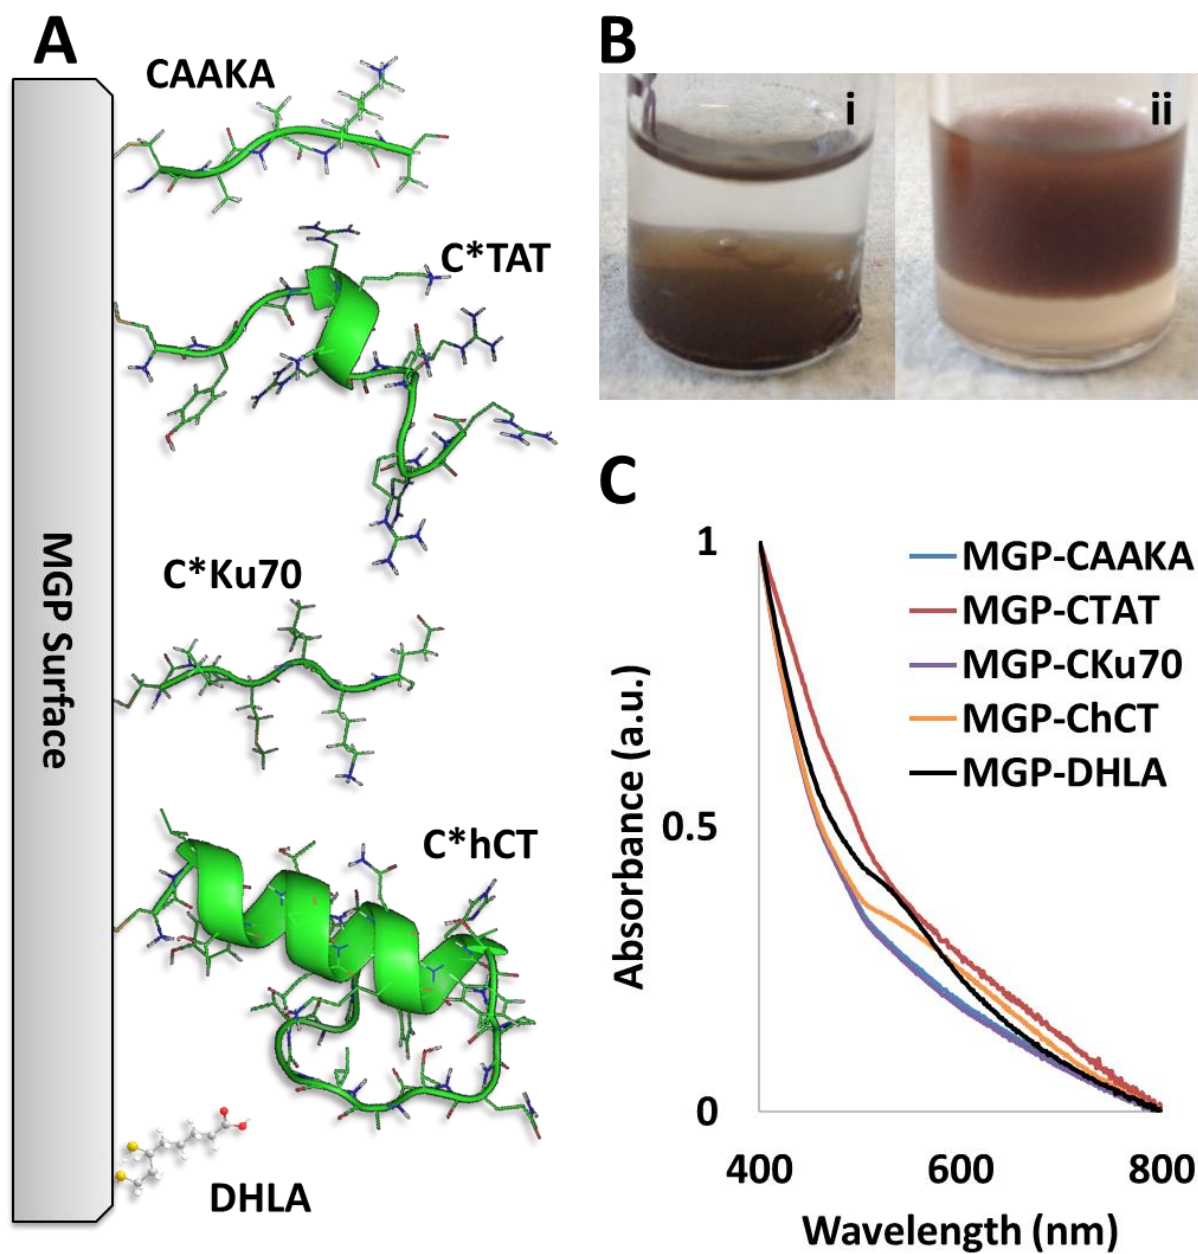 A
CAAKA
C*TAT
C*Ku70
C*hCT
DHLA
MGP Surface
B
i
ii
C
1
0.5
0
400
600
800
Absorbance (a.u.)
Wavelength (nm)
MGP-CAAKA
MGP-CTAT
MGP-CKu70
MGP-ChCT
MGP-DHLA